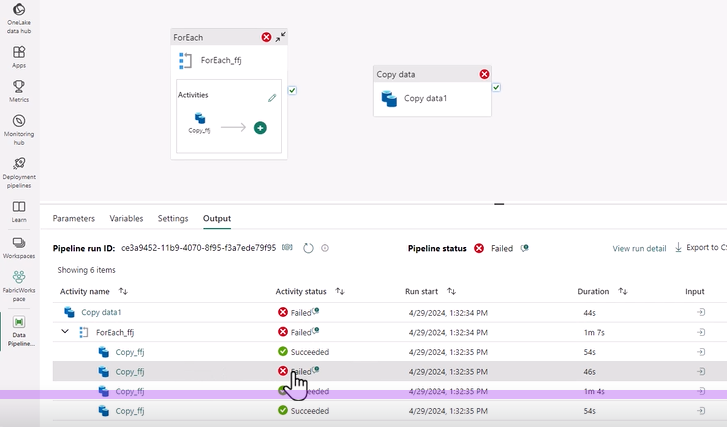 OneLake
data hub
Apps
Metrics
Monitoring
hub
Deployment
pipelines
Learn
Workspaces
FabricWorks
pace
Data
Pipeline...
ForEach
ForEach_ffj
Activities
Copy_ffj
Copy data
Copy data1
Parameters Variables Settings Output
Pipeline run ID: ce3a9452-11b9-4070-8f95-f3a7ede79f95 Pipeline status Failed View run detail Export to CS
Showing 6 items
Activity name Activity status Run start Duration Input
Copy data1 Failed 4/29/2024, 1:32:34 PM 44s
ForEach_ffj Failed 4/29/2024, 1:32:34 PM 1m 7s
Copy_ffj Succeeded 4/29/2024, 1:32:35 PM 54s
Copy_ffj Failed 4/29/2024, 1:32:35 PM 46s
Copy_ffj 4/29/2024, 1:32:35 PM 1m 4s
Copy_ffj Succeeded 4/29/2024, 1:32:35 PM 54s